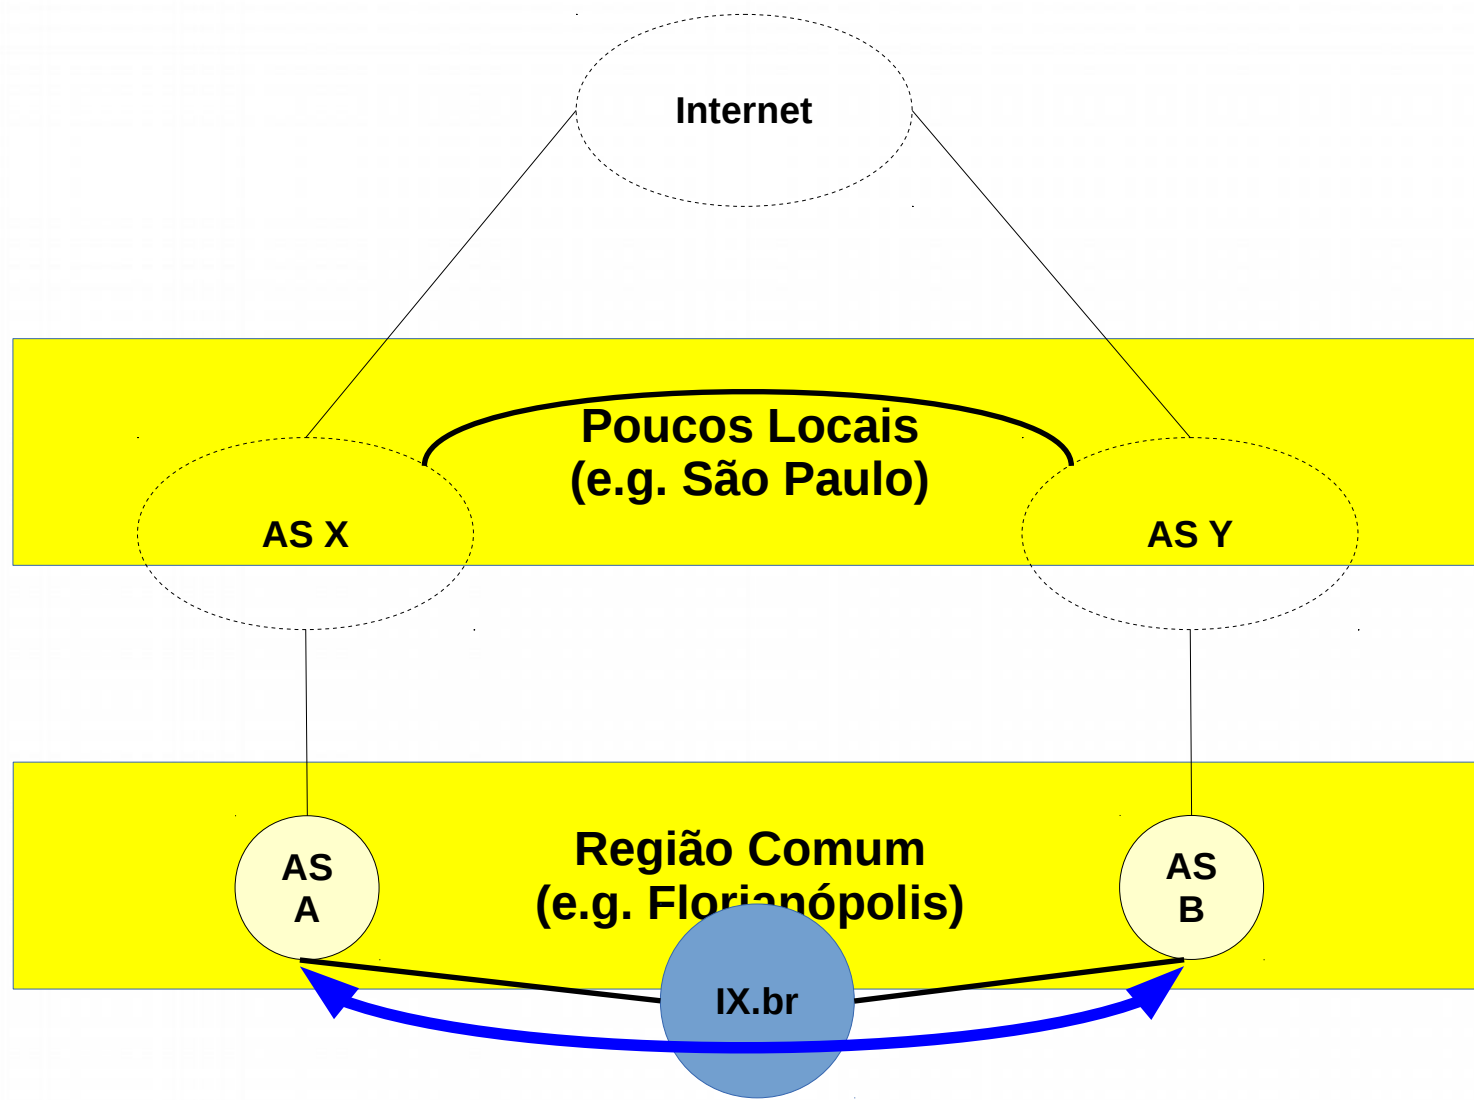 Internet
Poucos Locais
(e.g. São Paulo)
AS X
AS Y
Região Comum
(e.g. Florianópolis)
AS
A
AS
B
IX.br